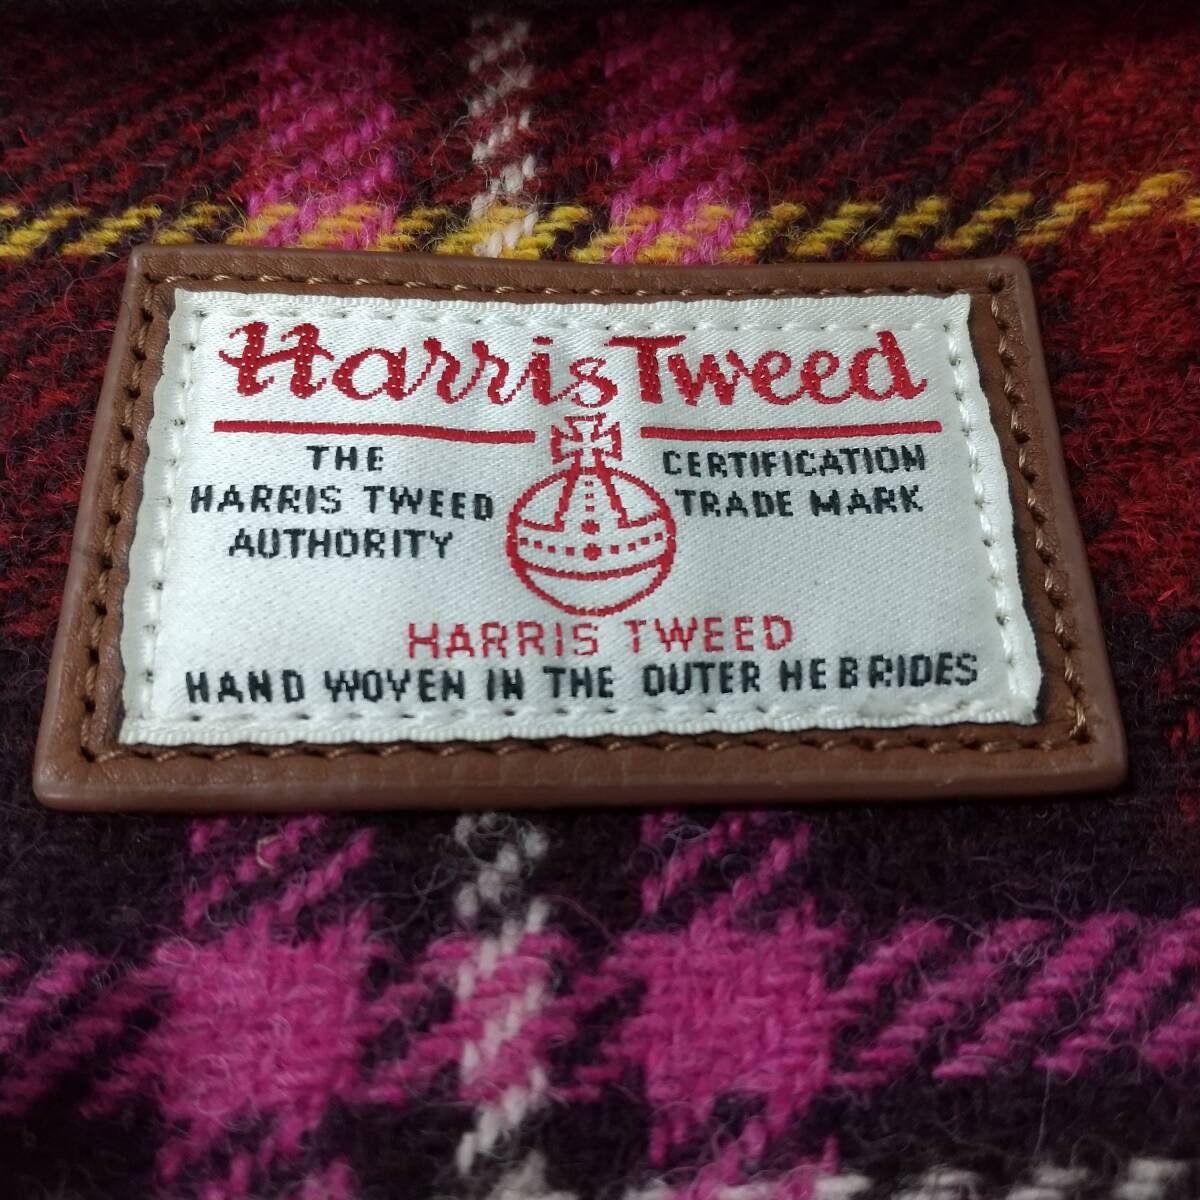 Harris Tweed
THE
HARRIS TWEED
AUTHORITY
CERTIFICATION
TRADE MARK
HARRIS TWEED
HAND WOVEN IN THE OUTER HEBRIDES